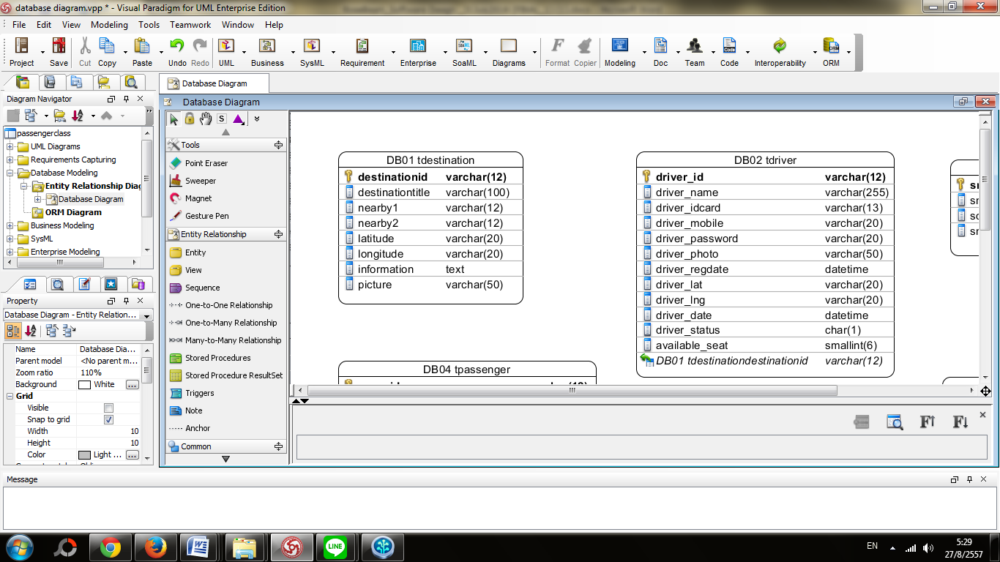 database diagram.vpp * - Visual Paradigm for UML Enterprise Edition
File Edit View Modeling Tools Teamwork Window Help
Project Save Cut Copy Paste Undo Redo UML Business SysML Requirement Enterprise SoaML Diagrams Format Copier Modeling Doc Team Code Interoperability ORM
Database Diagram
Diagram Navigator
passengerclass
UML Diagrams
Requirements Capturing
Database Modeling
Entity Relationship Diag
Database Diagram
ORM Diagram
Business Modeling
SysML
Enterprise Modeling
Property
Database Diagram - Entity Relation...
Name Database Dia...
Parent model <No parent m...
Zoom ratio 110%
Background White ...
Grid
Visible
Snap to grid
Width 10
Height 10
Color Light ... ...
Database Diagram
S
Tools
Point Eraser
Sweeper
Magnet
Gesture Pen
Entity Relationship
Entity
View
Sequence
One-to-One Relationship
One-to-Many Relationship
Many-to-Many Relationship
Stored Procedures
Stored Procedure ResultSet
Triggers
Note
Anchor
Common
DB01 tdestination
destinationid varchar(12)
destinationtitle varchar(100)
nearby1 varchar(12)
nearby2 varchar(12)
latitude varchar(20)
longitude varchar(20)
information text
picture varchar(50)
DB04 tpassenger
DB02 tdriver
driver_id varchar(12)
driver_name varchar(255)
driver_idcard varchar(13)
driver_mobile varchar(20)
driver_password varchar(20)
driver_photo varchar(50)
driver_regdate datetime
driver_lat varchar(20)
driver_lng varchar(20)
driver_date datetime
driver_status char(1)
available_seat smallint(6)
DB01 tdestinationdestinationid varchar(12)
Message
LINE
EN
5:29
27/8/2557